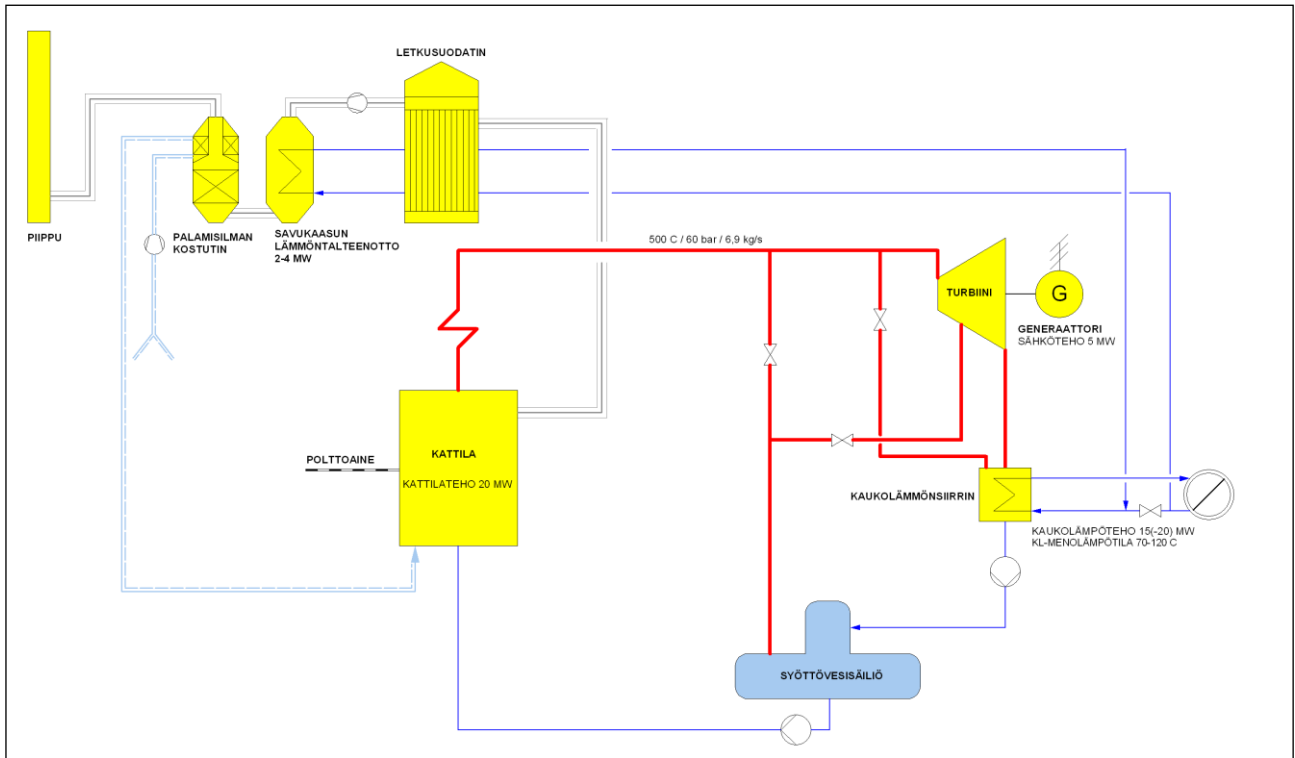 LETKUSUODATIN
PIIPPU
PALAMISILMAN
KOSTUTIN
SAVUKAASUN
LÄMMÖNTALTEENOTTO
2-4 MW
500 C / 60 bar / 6,9 kg/s
TURBIINI
G
GENERAATTORI
SÄHKÖTEHO 5 MW
POLTTOAINE
KATTILA
KATTILATEHO 20 MW
KAUKOLÄMMÖNSIIRRIN
KAUKOLÄMPÖTEHO 15(-20) MW
KL-MENOLÄMPÖTILA 70-120 C
SYÖTTÖVESISÄILIÖ